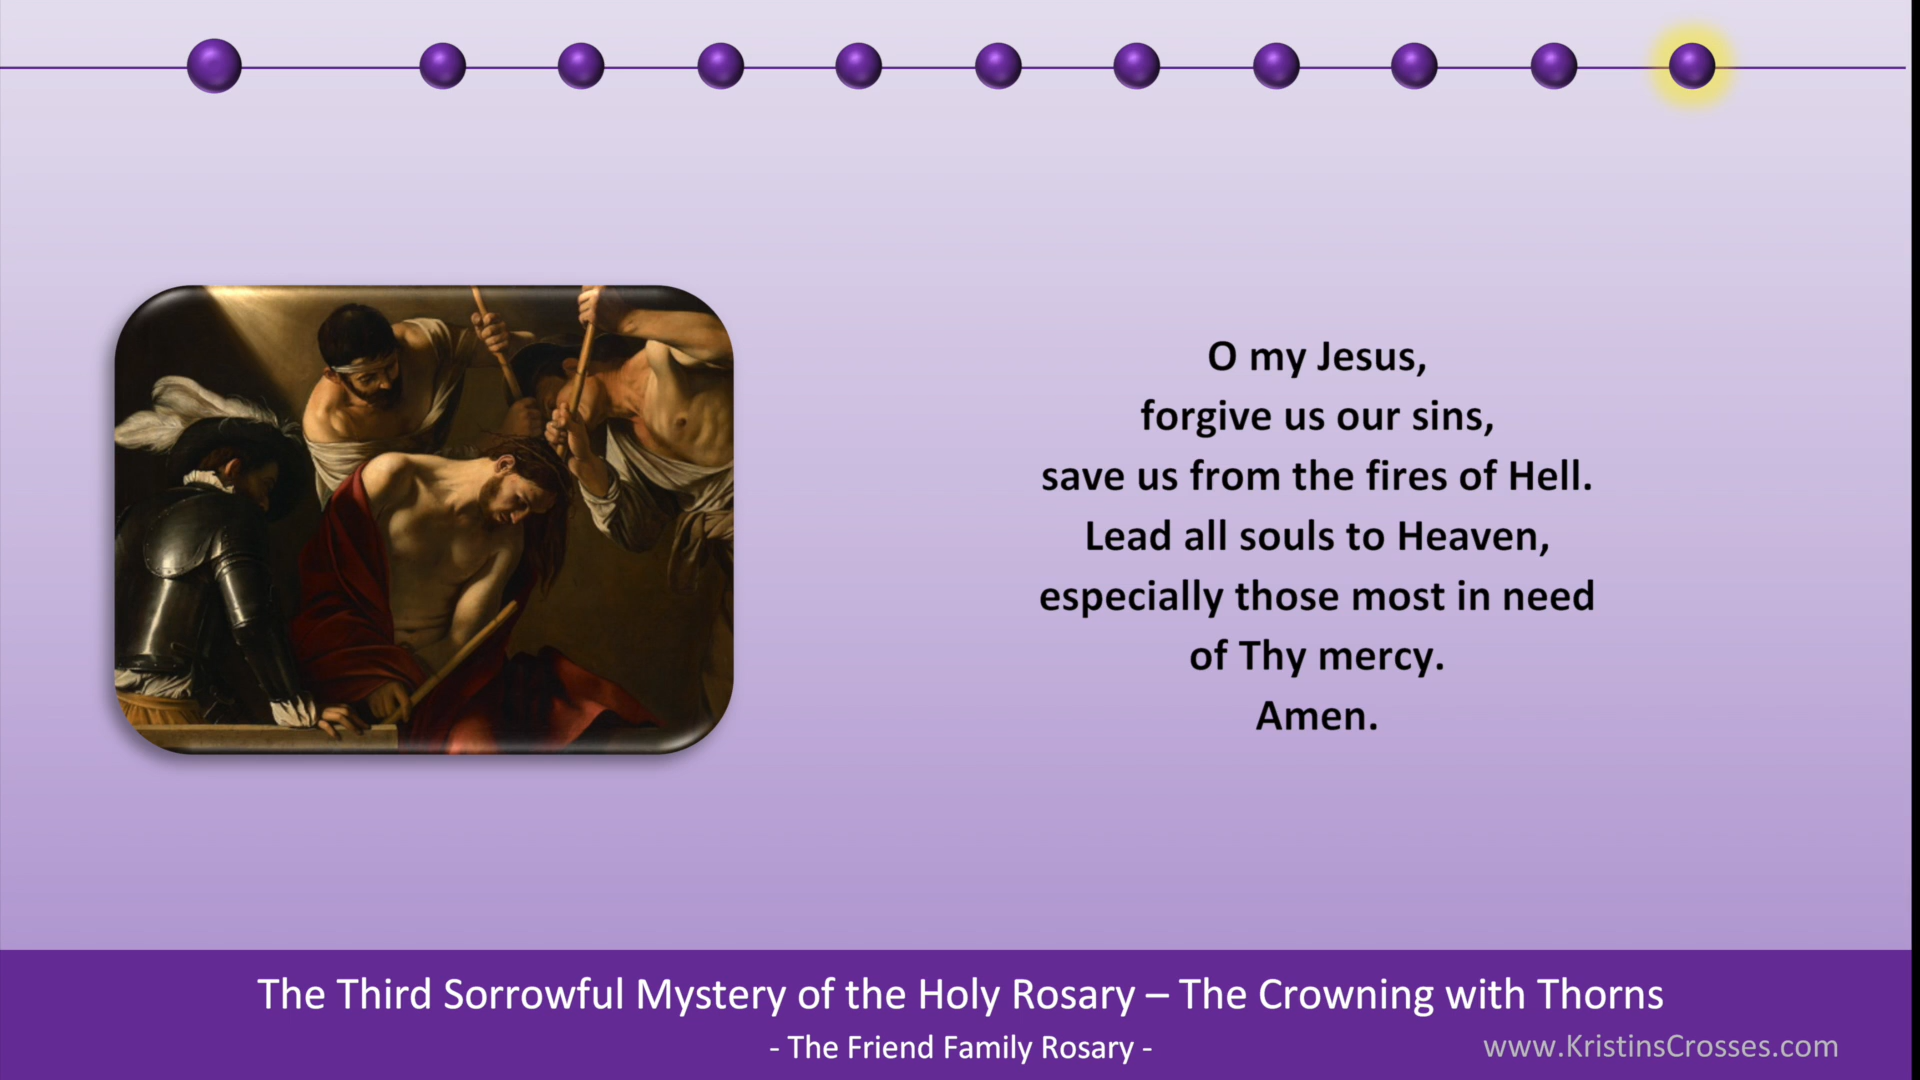 O my Jesus,
forgive us our sins,
save us from the fires of Hell.
Lead all souls to Heaven,
especially those most in need
of Thy mercy.
Amen.
The Third Sorrowful Mystery of the Holy Rosary – The Crowning with Thorns
- The Friend Family Rosary -
www.KristinsCrosses.com